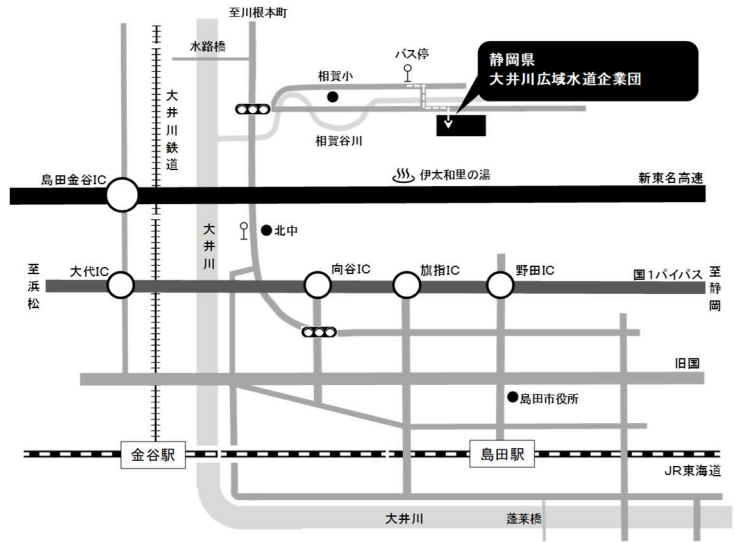 至川根本町
水路橋
バス停
静岡県
大井川広域水道企業団
相賀小
大井川鉄道
相賀谷川
島田金谷IC
伊太和里の湯
新東名高速
大井川
北中
至浜松
大代IC
向谷IC
旗指IC
野田IC
国1バイパス
至静岡
旧国
島田市役所
金谷駅
島田駅
JR東海道
大井川
蓬莱橋